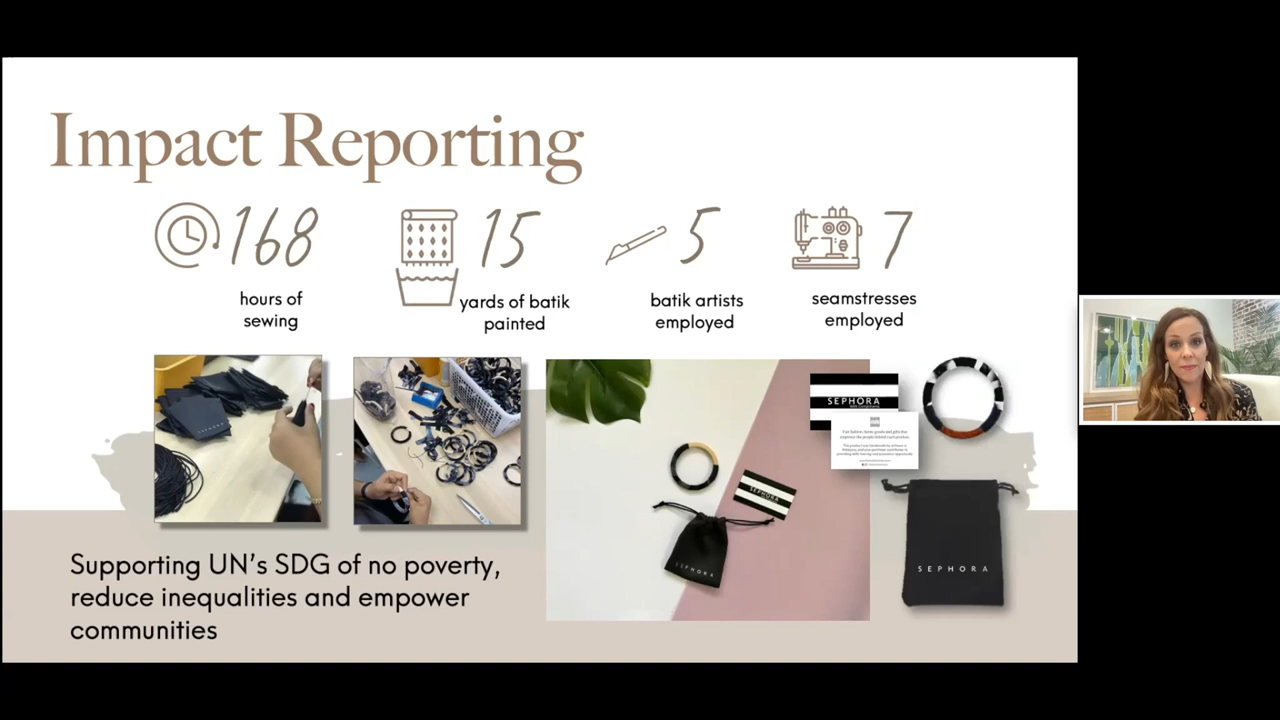 Impact Reporting
168
hours of
sewing
15
yards of batik
painted
5
batik artists
employed
7
seamstresses
employed
SEPHORA
SEPHORA
SEPHORA
SEPHORA
Supporting UN's SDG of no poverty,
reduce inequalities and empower
communities